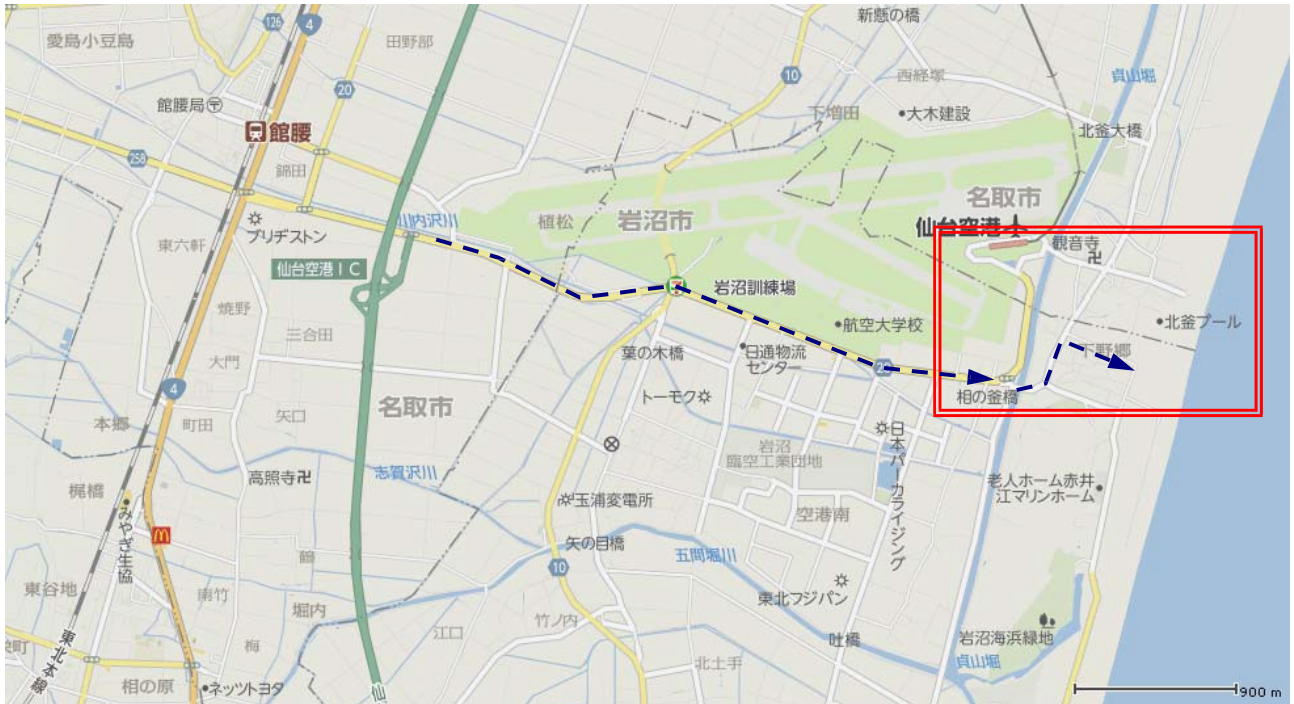 新懸の橋
愛島小豆島
126
4
田野部
20
10
西経塚
貞山堀
館腰局〒
下増田
大木建設
北釜大橋
館腰
258
錦田
名取市
川内沢川
植松
岩沼市
仙台空港
ブリヂストン
東六軒
観音寺卍
仙台空港IC
岩沼訓練場
北釜プール
航空大学校
焼野
三合田
葉の木橋
日通物流
センター
下野郷
大門
20
4
トーモク
相の釜橋
名取市
矢口
町田
本郷
岩沼
臨空工業団地
日本パーカライジング
志賀沢川
高照寺卍
老人ホーム赤井
江マリンホーム
梶橋
玉浦変電所
空港南
みやぎ生協
矢の目橋
五間堀川
鶴
10
東谷地
南竹
東北フジパン
堀内
竹ノ内
江口
吐橋
岩沼海浜緑地
梅
東北本線
北土手
貞山堀
相の原
ネッツトヨタ
仙
900 m